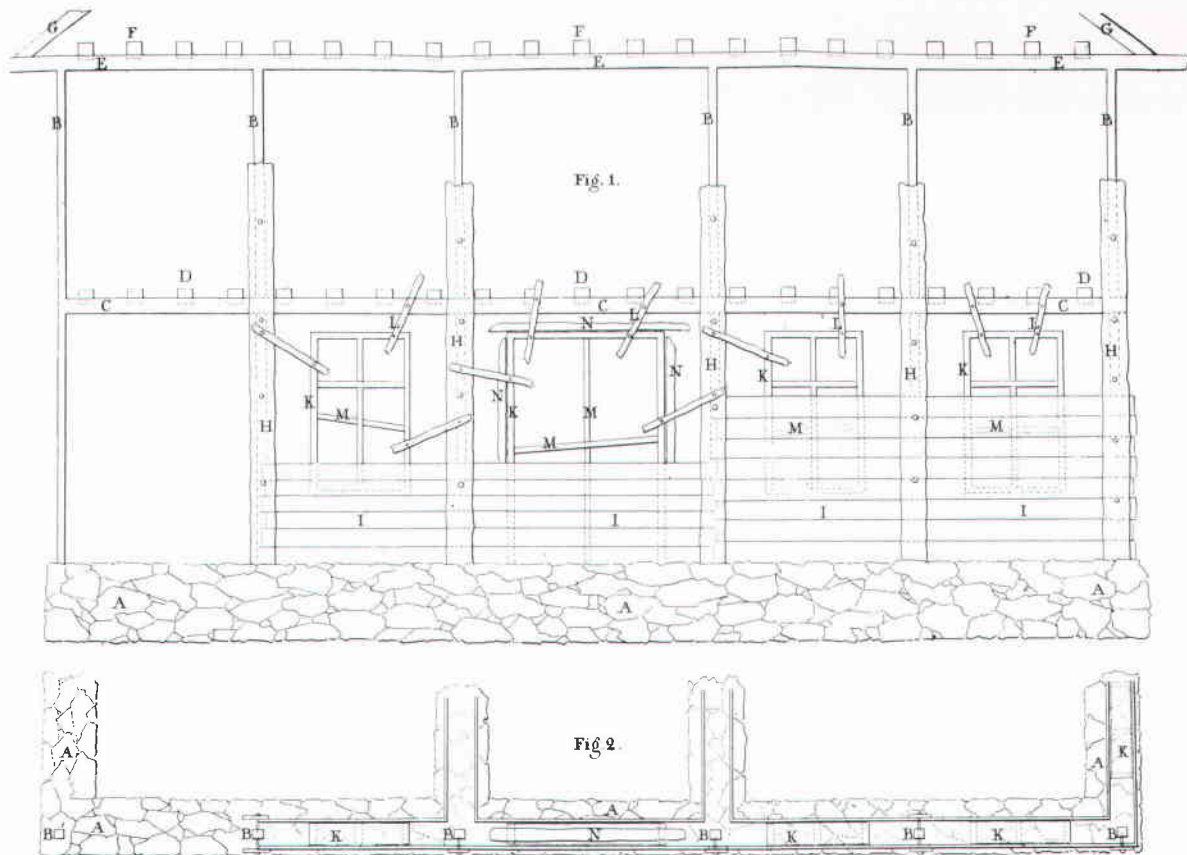 G F F F G
E E E
B B B B B B
Fig. 1.
D D D
C C C
L N L L L
H H H H
K N K N K K
H M M M M M
I I I I
A A A
Fig. 2.
A A K
A
B A B K B N B K B K B